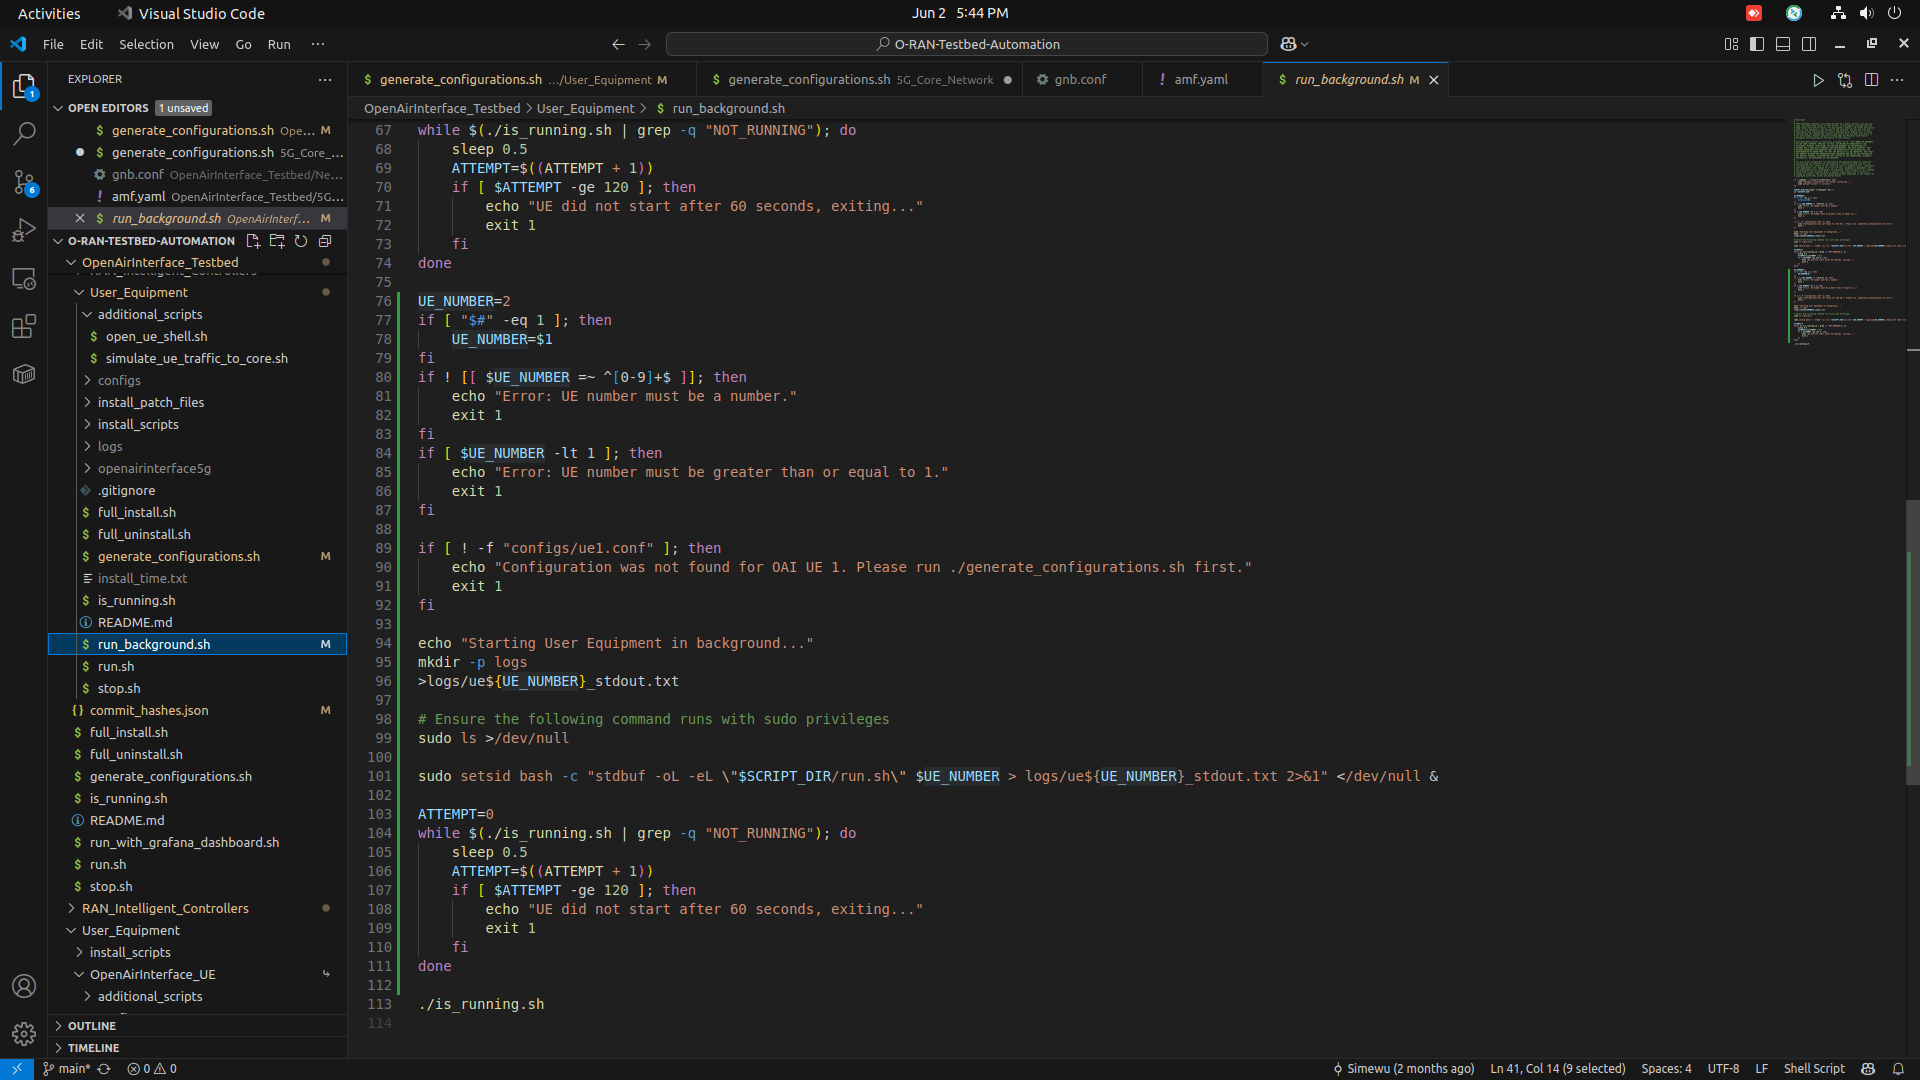 Activities
Visual Studio Code
Jun 2 5:44 PM
File Edit Selection View Go Run ···
O-RAN-Testbed-Automation
EXPLORER
OPEN EDITORS 1 unsaved
$ generate_configurations.sh Ope... M
$ generate_configurations.sh 5G_Core_...
gnb.conf OpenAirInterface_Testbed/Ne...
! amf.yaml OpenAirInterface_Testbed/5G...
$ run_background.sh OpenAirInterf... M
O-RAN-TESTBED-AUTOMATION
OpenAirInterface_Testbed
User_Equipment
additional_scripts
$ open_ue_shell.sh
$ simulate_ue_traffic_to_core.sh
configs
install_patch_files
install_scripts
logs
openairinterface5g
.gitignore
$ full_install.sh
$ full_uninstall.sh
$ generate_configurations.sh M
install_time.txt
$ is_running.sh
README.md
$ run_background.sh M
$ run.sh
$ stop.sh
{} commit_hashes.json M
$ full_install.sh
$ full_uninstall.sh
$ generate_configurations.sh
$ is_running.sh
README.md
$ run_with_grafana_dashboard.sh
$ run.sh
$ stop.sh
RAN_Intelligent_Controllers
User_Equipment
install_scripts
OpenAirInterface_UE
additional_scripts
OUTLINE
TIMELINE
$ generate_configurations.sh .../User_Equipment M
$ generate_configurations.sh 5G_Core_Network
gnb.conf
! amf.yaml
$ run_background.sh M
OpenAirInterface_Testbed > User_Equipment > $ run_background.sh
67 while $(./is_running.sh | grep -q "NOT_RUNNING"); do
68 sleep 0.5
69 ATTEMPT=$((ATTEMPT + 1))
70 if [ $ATTEMPT -ge 120 ]; then
71 echo "UE did not start after 60 seconds, exiting..."
72 exit 1
73 fi
74 done
75
76 UE_NUMBER=2
77 if [ "$#" -eq 1 ]; then
78 UE_NUMBER=$1
79 fi
80 if ! [[ $UE_NUMBER =~ ^[0-9]+$ ]]; then
81 echo "Error: UE number must be a number."
82 exit 1
83 fi
84 if [ $UE_NUMBER -lt 1 ]; then
85 echo "Error: UE number must be greater than or equal to 1."
86 exit 1
87 fi
88
89 if [ ! -f "configs/ue1.conf" ]; then
90 echo "Configuration was not found for OAI UE 1. Please run ./generate_configurations.sh first."
91 exit 1
92 fi
93
94 echo "Starting User Equipment in background..."
95 mkdir -p logs
96 >logs/ue${UE_NUMBER}_stdout.txt
97
98 # Ensure the following command runs with sudo privileges
99 sudo ls >/dev/null
100
101 sudo setsid bash -c "stdbuf -oL -eL \"$SCRIPT_DIR/run.sh\" $UE_NUMBER > logs/ue${UE_NUMBER}_stdout.txt 2>&1" </dev/null &
102
103 ATTEMPT=0
104 while $(./is_running.sh | grep -q "NOT_RUNNING"); do
105 sleep 0.5
106 ATTEMPT=$((ATTEMPT + 1))
107 if [ $ATTEMPT -ge 120 ]; then
108 echo "UE did not start after 60 seconds, exiting..."
109 exit 1
110 fi
111 done
112
113 ./is_running.sh
114
main* 0 0
Simewu (2 months ago) Ln 41, Col 14 (9 selected) Spaces: 4 UTF-8 LF Shell Script